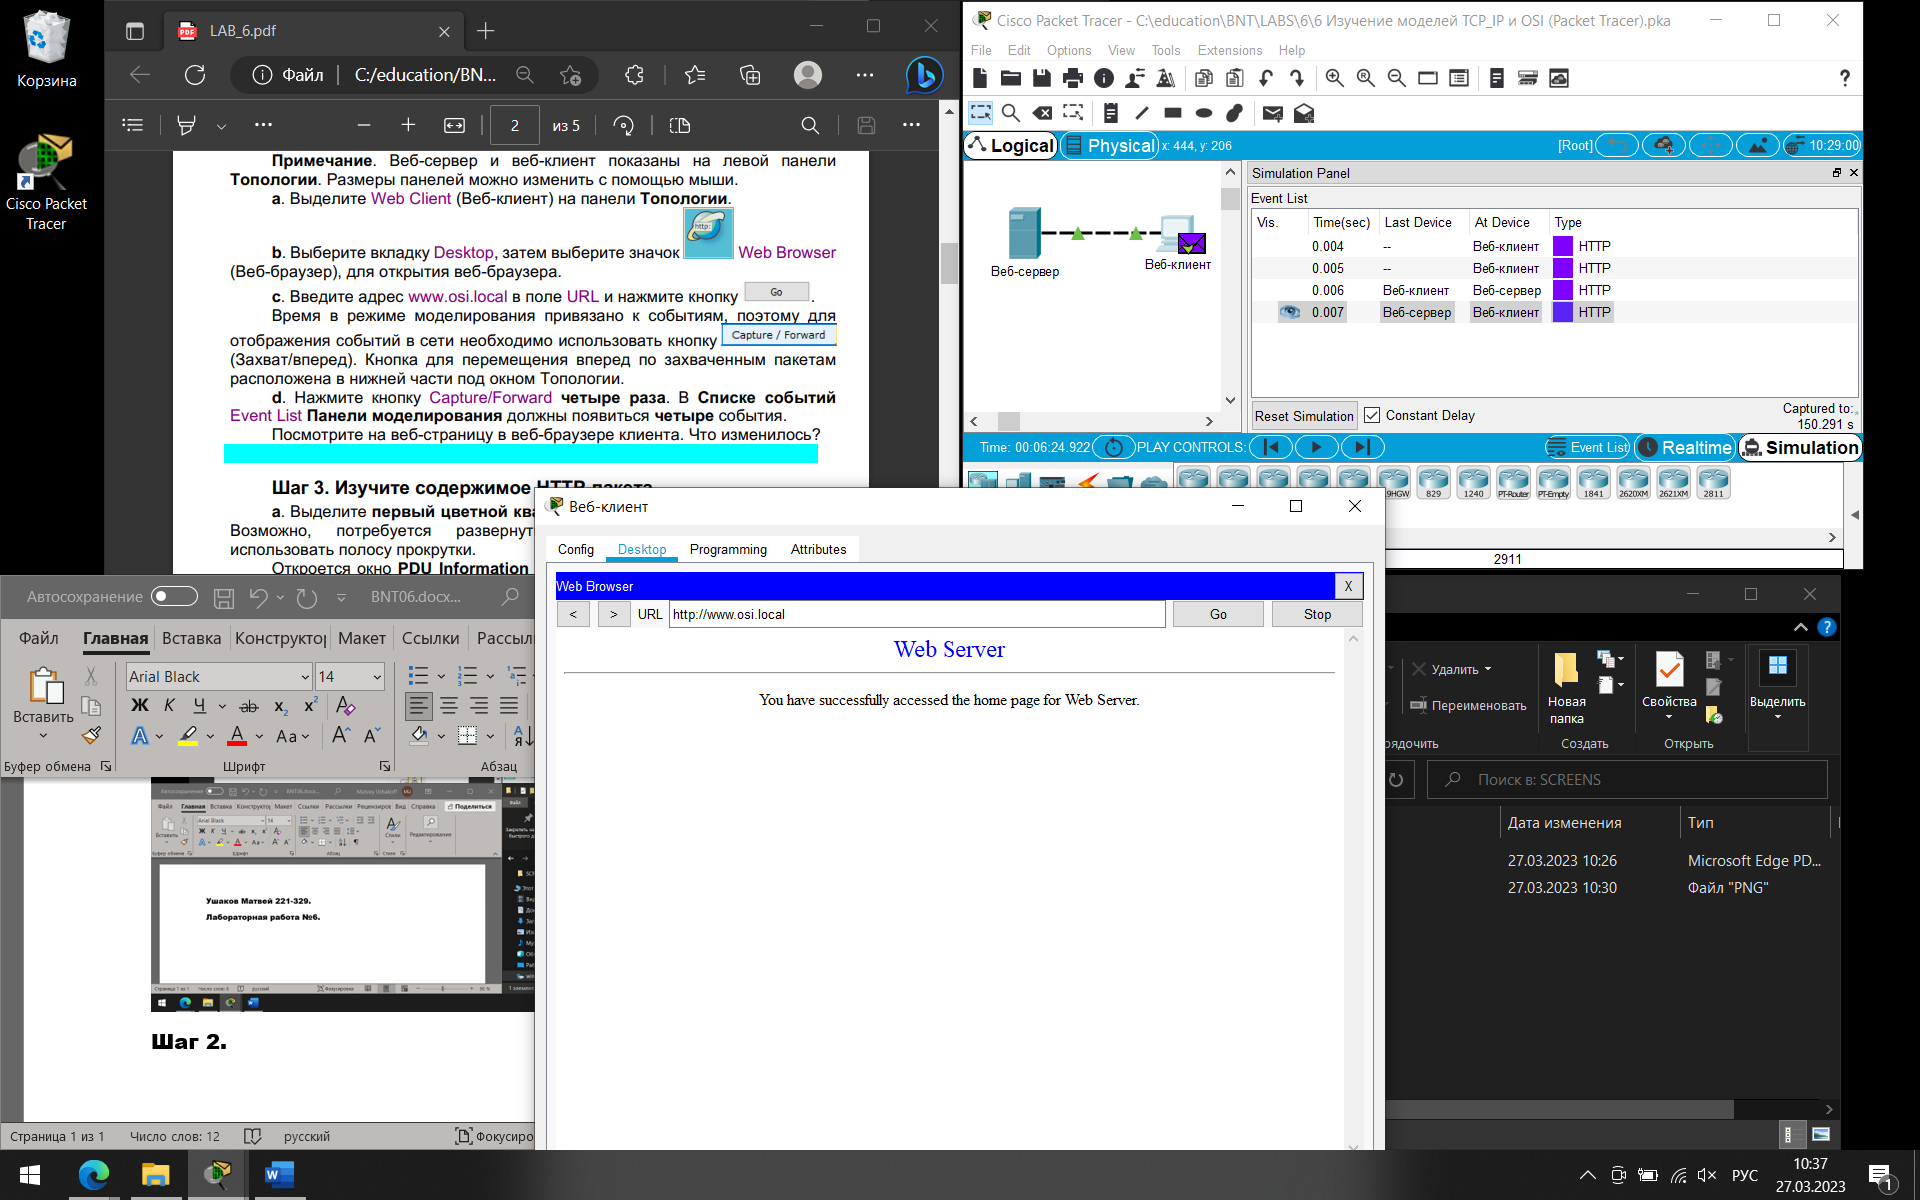 Корзина
Cisco Packet
Tracer
LAB_6.pdf
Файл
C:/education/BN...
2
из 5
Примечание. Веб-сервер и веб-клиент показаны на левой панели
Топологии. Размеры панелей можно изменить с помощью мыши.
a. Выделите Web Client (Веб-клиент) на панели Топологии.
http:
b. Выберите вкладку Desktop, затем выберите значок Web Browser
(Веб-браузер), для открытия веб-браузера.
c. Введите адрес www.osi.local в поле URL и нажмите кнопку Go .
Время в режиме моделирования привязано к событиям, поэтому для
отображения событий в сети необходимо использовать кнопку Capture / Forward
(Захват/вперед). Кнопка для перемещения вперед по захваченным пакетам
расположена в нижней части под окном Топологии.
d. Нажмите кнопку Capture/Forward четыре раза. В Списке событий
Event List Панели моделирования должны появиться четыре события.
Посмотрите на веб-страницу в веб-браузере клиента. Что изменилось?
Шаг 3. Изучите содержимое HTTP-пакета
a. Выделите первый цветной ква
Возможно, потребуется разверну
использовать полосу прокрутки.
Откроется окно PDU Information
Cisco Packet Tracer - C:\education\BNT\LABS\6\6 Изучение моделей TCP_IP и OSI (Packet Tracer).pka
File Edit Options View Tools Extensions Help
?
Logical
Physical
x: 444, y: 206
[Root]
10:29:00
Веб-сервер
Веб-клиент
Simulation Panel
Event List
Vis. Time(sec) Last Device At Device Type
0.004 -- Веб-клиент HTTP
0.005 -- Веб-клиент HTTP
0.006 Веб-клиент Веб-сервер HTTP
0.007 Веб-сервер Веб-клиент HTTP
Reset Simulation
Constant Delay
Captured to:
150.291 s
Time: 00:06:24.922
PLAY CONTROLS:
Event List
Realtime
Simulation
9HGW 829 1240 PT-Router PT-Empty 1841 2620XM 2621XM 2811
2911
Веб-клиент
Config Desktop Programming Attributes
Web Browser
X
< > URL http://www.osi.local Go Stop
Web Server
You have successfully accessed the home page for Web Server.
Автосохранение
BNT06.docx...
Файл Главная Вставка Конструктор Макет Ссылки Рассыл
Вставить
Arial Black
14
Ж К Ч ab x₂ x²
А А Аа А А
Буфер обмена
Шрифт
Абзац
Ушаков Матвей 221-329.
Лабораторная работа №6.
Шаг 2.
Страница 1 из 1
Число слов: 12
русский
Фокусиро
Удалить
Переименовать
рядочить
Новая
папка
Создать
Свойства
Открыть
Выделить
Поиск в: SCREENS
Дата изменения
Тип
27.03.2023 10:26
Microsoft Edge PD...
27.03.2023 10:30
Файл "PNG"
РУС
10:37
27.03.2023
1